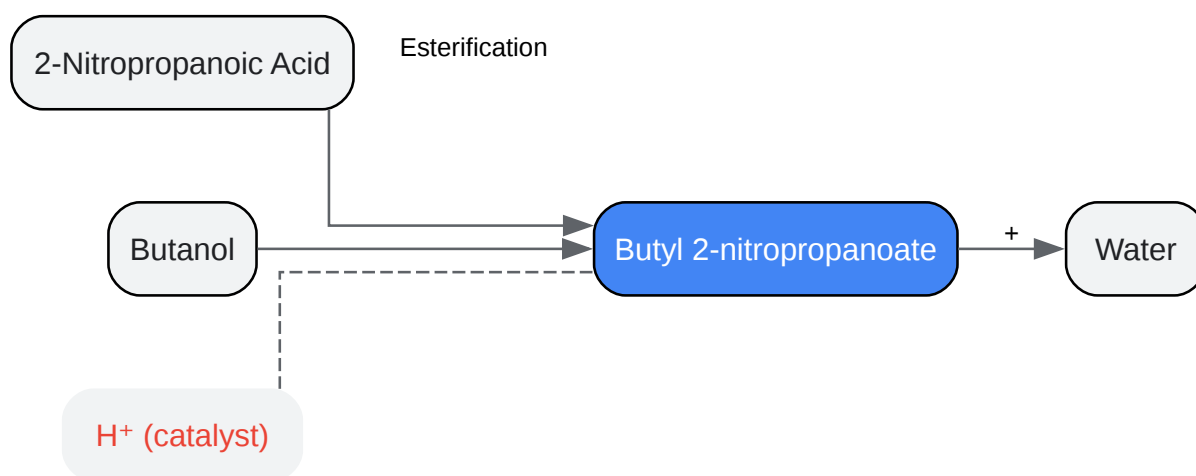 2-Nitropropanoic Acid
Esterification
Butanol
Butyl 2-nitropropanoate
+
Water
H⁺ (catalyst)